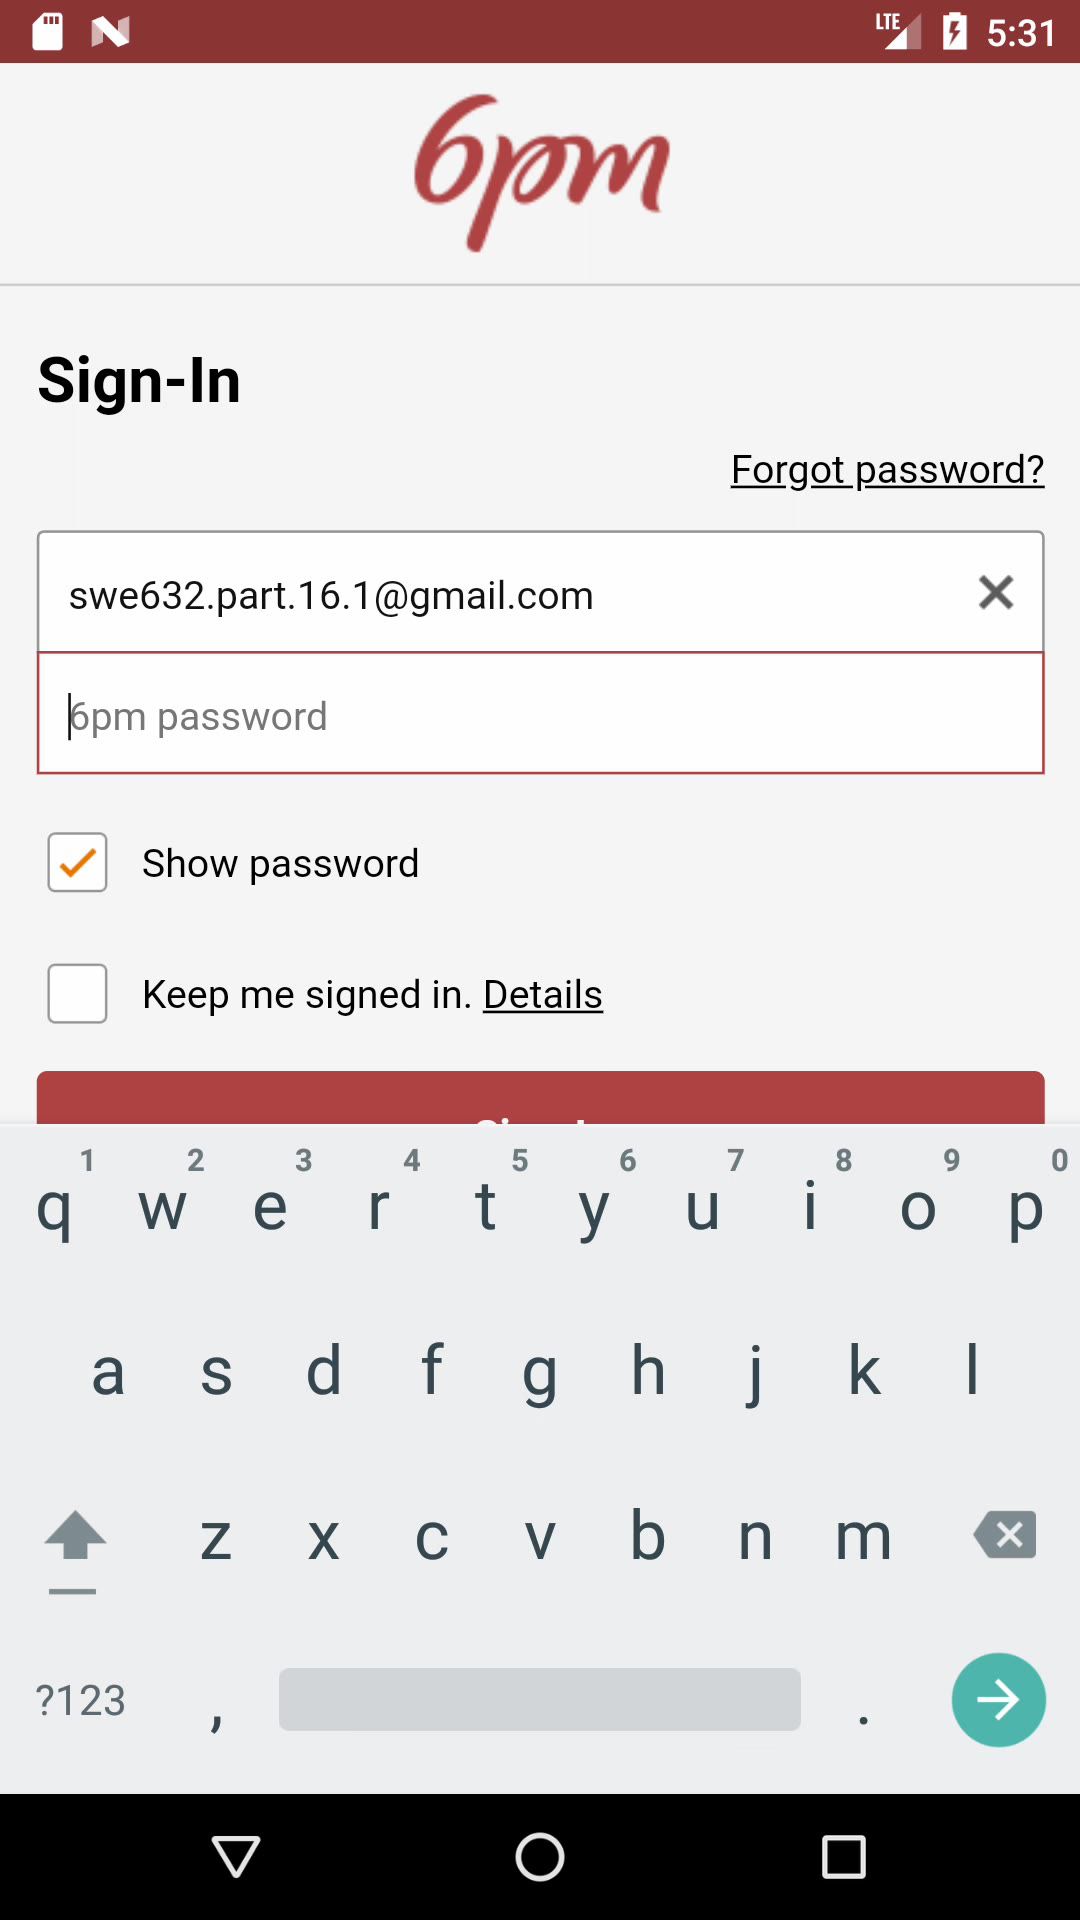 LTE 5:31
6pm
Sign-In
Forgot password?
swe632.part.16.1@gmail.com
6pm password
Show password
Keep me signed in. Details
1 2 3 4 5 6 7 8 9 0
q w e r t y u i o p
a s d f g h j k l
z x c v b n m
?123 , .